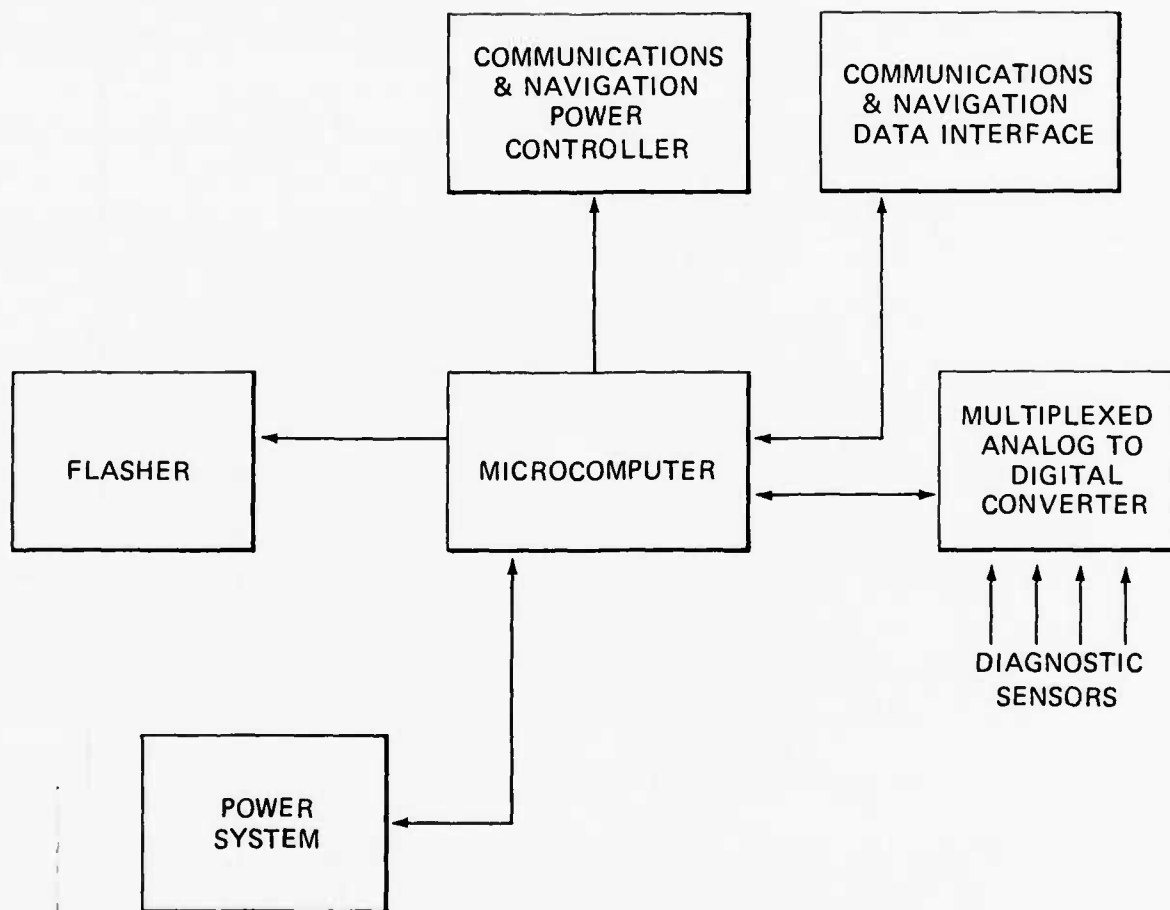 COMMUNICATIONS
& NAVIGATION
POWER
CONTROLLER
COMMUNICATIONS
& NAVIGATION
DATA INTERFACE
FLASHER
MICROCOMPUTER
MULTIPLEXED
ANALOG TO
DIGITAL
CONVERTER
DIAGNOSTIC
SENSORS
POWER
SYSTEM